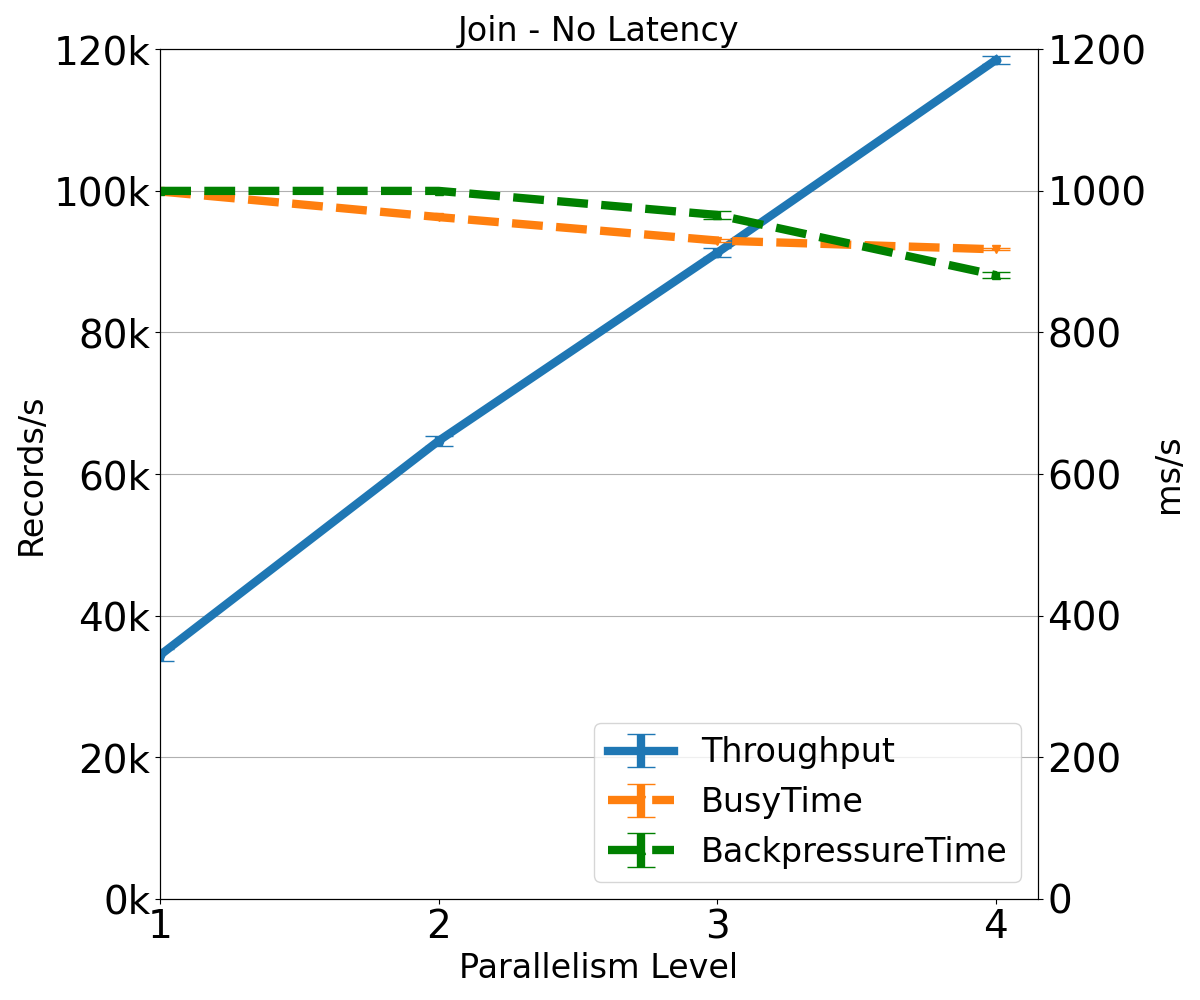 Join - No Latency
120k
100k
80k
60k
40k
20k
0k
Records/s
1200
1000
800
600
400
200
0
ms/s
1 2 3 4
Parallelism Level
Throughput
BusyTime
BackpressureTime